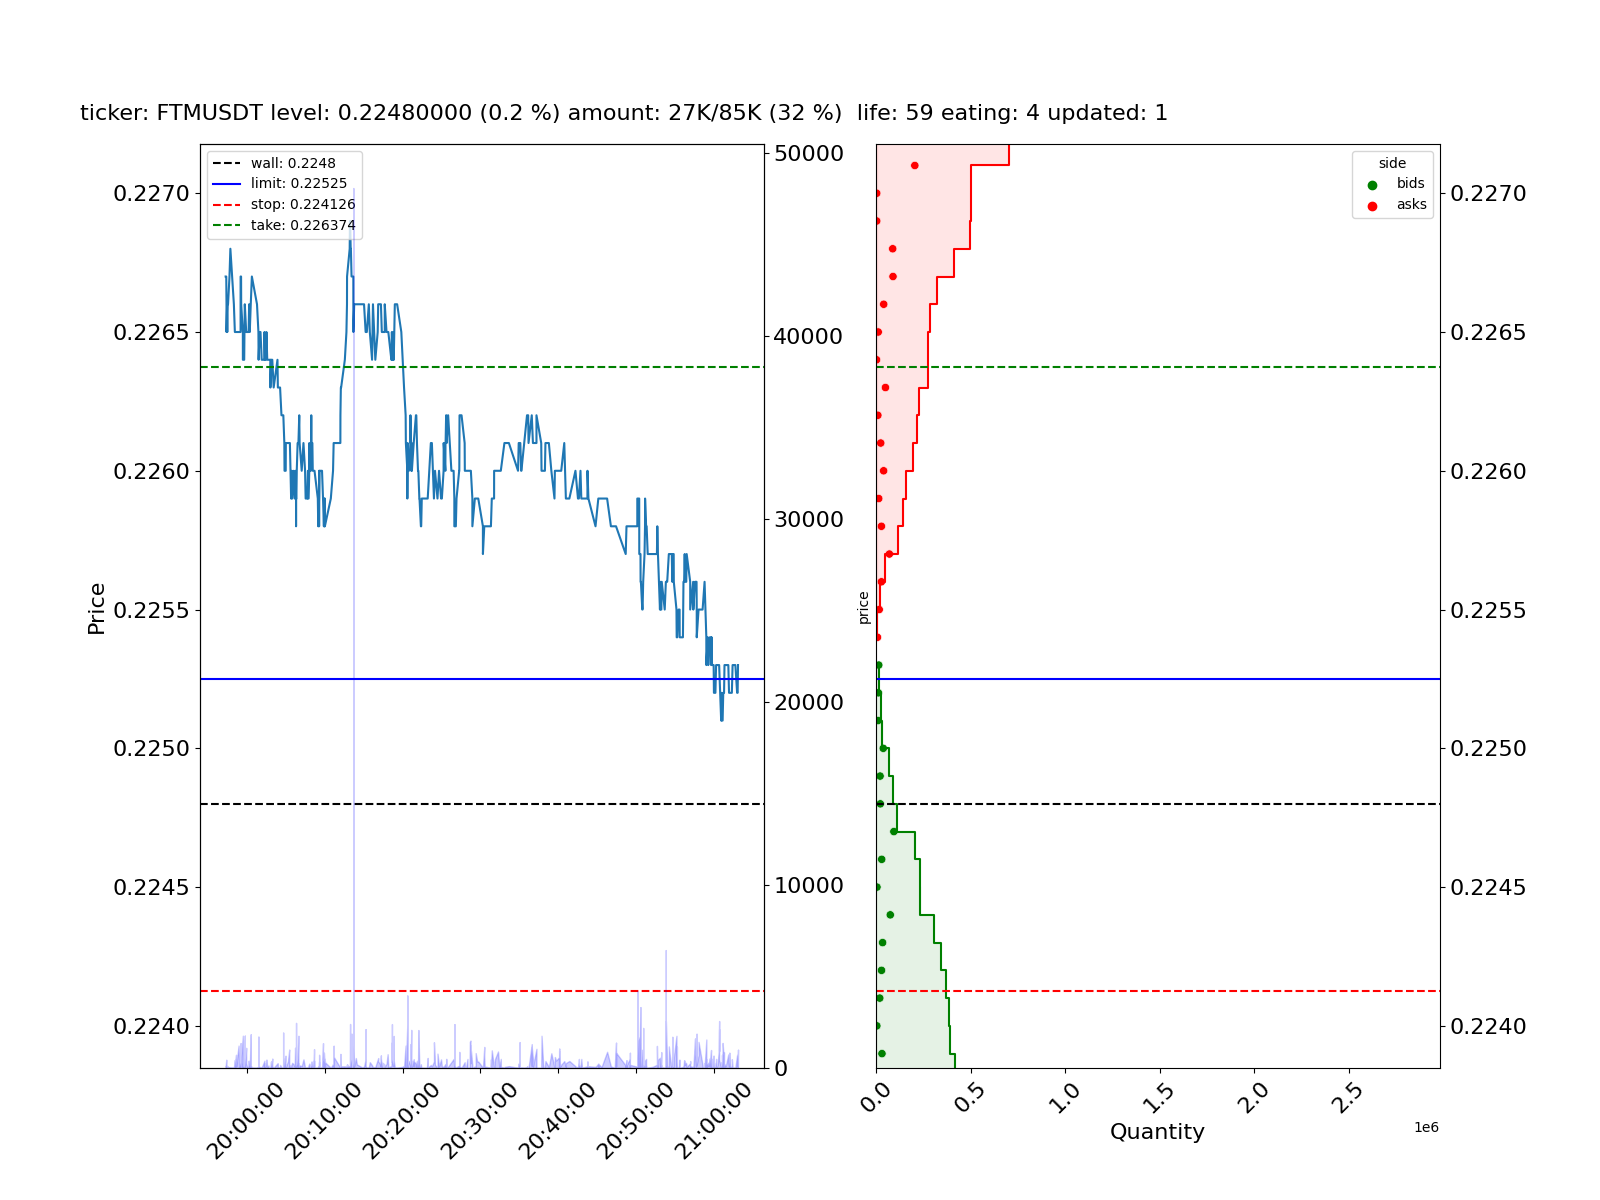 ticker: FTMUSDT level: 0.22480000 (0.2 %) amount: 27K/85K (32 %)  life: 59 eating: 4 updated: 1
wall: 0.2248
limit: 0.22525
stop: 0.224126
take: 0.226374
Price
0.2270
0.2265
0.2260
0.2255
0.2250
0.2245
0.2240
50000
40000
30000
20000
10000
0
20:00:00
20:10:00
20:20:00
20:30:00
20:40:00
20:50:00
21:00:00
side
bids
asks
price
0.2270
0.2265
0.2260
0.2255
0.2250
0.2245
0.2240
0.0
0.5
1.0
1.5
2.0
2.5
1e6
Quantity